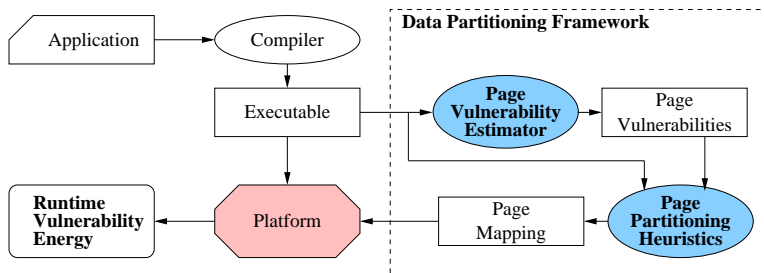 Data Partitioning Framework
Application
Compiler
Executable
Page
Vulnerability
Estimator
Page
Vulnerabilities
Runtime
Vulnerability
Energy
Platform
Page
Mapping
Page
Partitioning
Heuristics